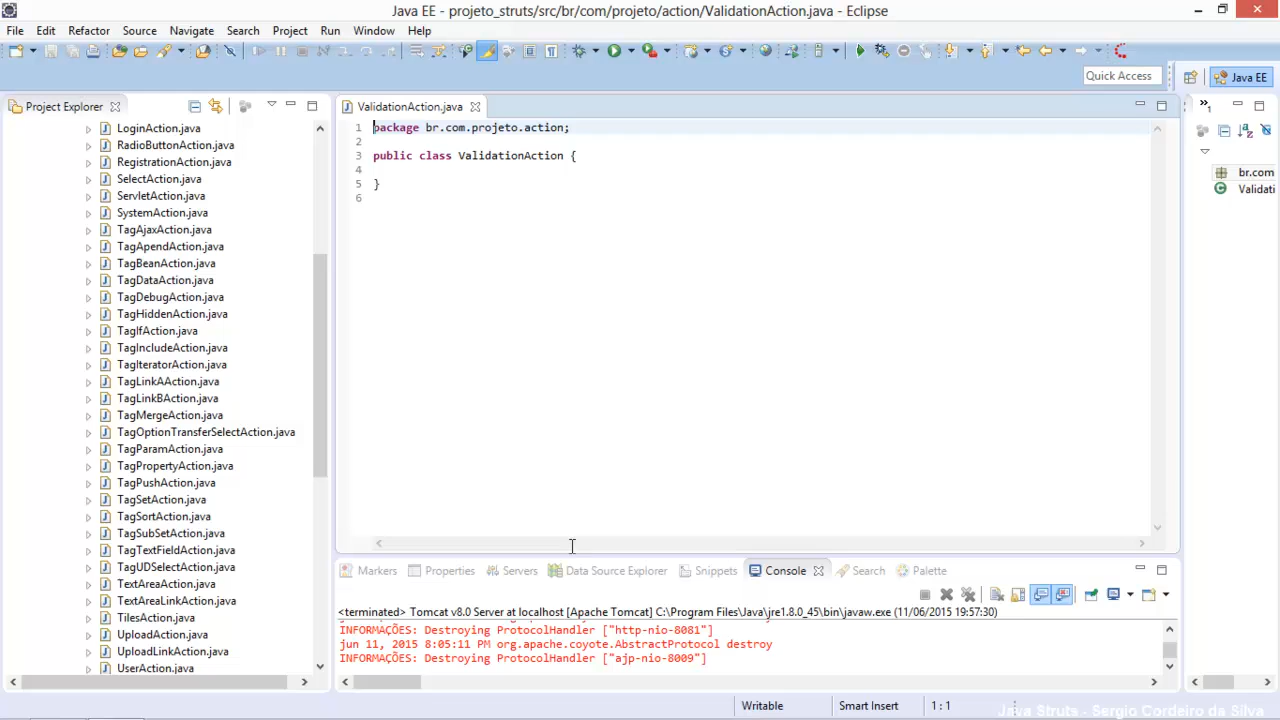 Java EE - projeto_struts/src/br/com/projeto/action/ValidationAction.java - Eclipse
File Edit Refactor Source Navigate Search Project Run Window Help
Quick Access
Java EE
Project Explorer
LoginAction.java
RadioButtonAction.java
RegistrationAction.java
SelectAction.java
ServletAction.java
SystemAction.java
TagAjaxAction.java
TagApendAction.java
TagBeanAction.java
TagDataAction.java
TagDebugAction.java
TagHiddenAction.java
TagIfAction.java
TagIncludeAction.java
TagIteratorAction.java
TagLinkAAction.java
TagLinkBAction.java
TagMergeAction.java
TagOptionTransferSelectAction.java
TagParamAction.java
TagPropertyAction.java
TagPushAction.java
TagSetAction.java
TagSortAction.java
TagSubSetAction.java
TagTextFieldAction.java
TagUDSelectAction.java
TextAreaAction.java
TextAreaLinkAction.java
TilesAction.java
UploadAction.java
UploadLinkAction.java
UserAction.java
ValidationAction.java
1 package br.com.projeto.action;
2
3 public class ValidationAction {
4
5 }
6
1
br.com
Validati
Markers Properties Servers Data Source Explorer Snippets Console Search Palette
<terminated> Tomcat v8.0 Server at localhost [Apache Tomcat] C:\Program Files\Java\jre1.8.0_45\bin\javaw.exe (11/06/2015 19:57:30)
INFORMAÇÕES: Destroying ProtocolHandler ["http-nio-8081"]
jun 11, 2015 8:05:11 PM org.apache.coyote.AbstractProtocol destroy
INFORMAÇÕES: Destroying ProtocolHandler ["ajp-nio-8009"]
Writable Smart Insert 1 : 1
Java Struts - Sergio Cordeiro da Silva